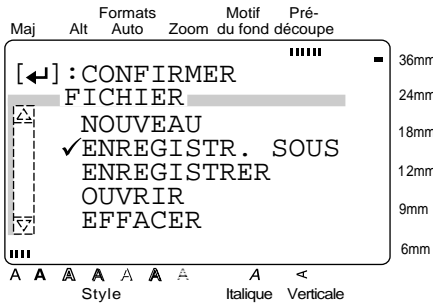 Formats Motif Pré-
Maj Alt Auto Zoom du fond découpe
[↵]:CONFIRMER
FICHIER
NOUVEAU
✓ENREGISTR. SOUS
ENREGISTRER
OUVRIR
EFFACER
36mm
24mm
18mm
12mm
9mm
6mm
A A A A A A A A A
Style Italique Verticale